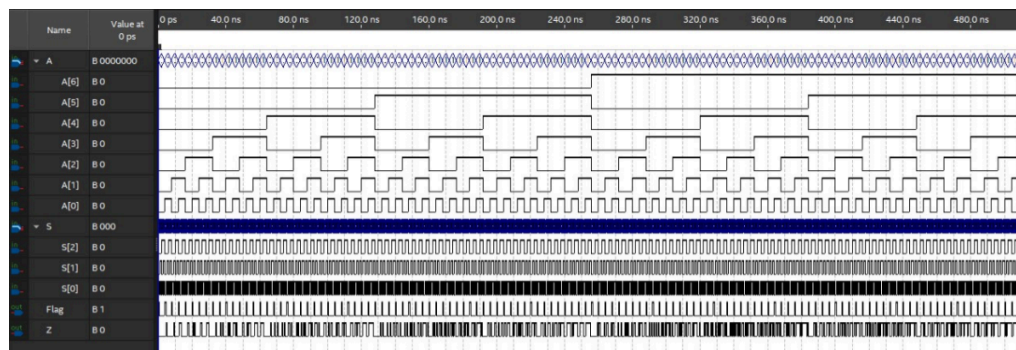 Name Value at 0 ps 0 ps 40.0 ns 80.0 ns 120.0 ns 160.0 ns 200.0 ns 240.0 ns 280.0 ns 320.0 ns 360.0 ns 400.0 ns 440.0 ns 480.0 ns
A B 0000000
A[6] B 0
A[5] B 0
A[4] B 0
A[3] B 0
A[2] B 0
A[1] B 0
A[0] B 0
S B 000
S[2] B 0
S[1] B 0
S[0] B 0
Flag B 1
Z B 0